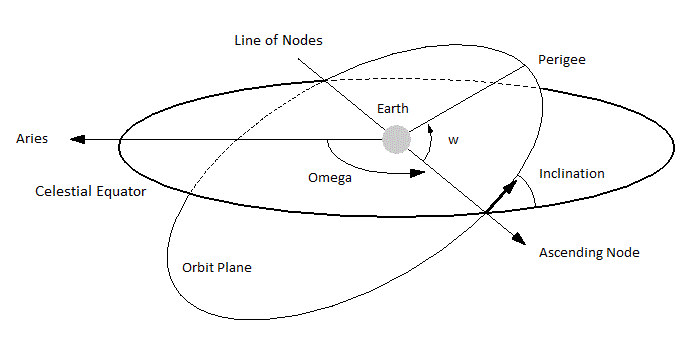 Line of Nodes
Perigee
Earth
Aries
w
Omega
Inclination
Celestial Equator
Ascending Node
Orbit Plane